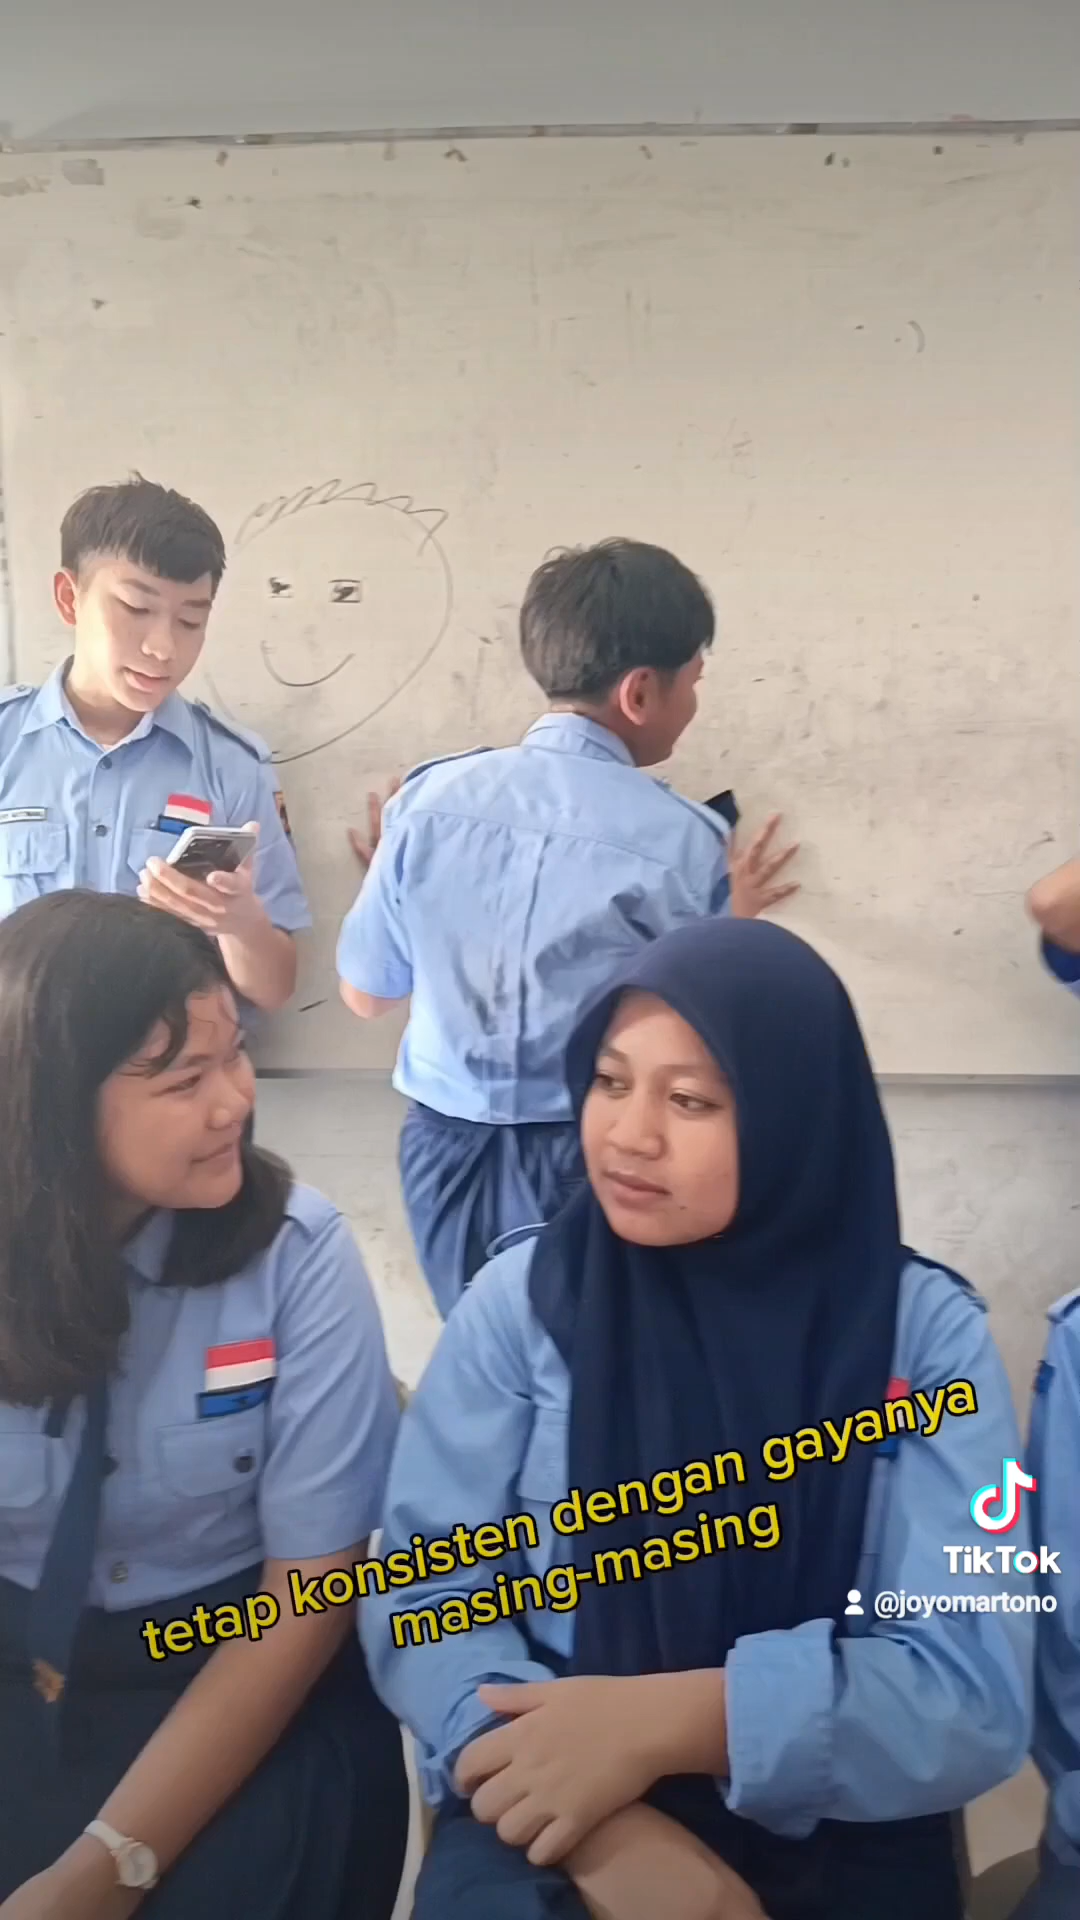 tetap konsisten dengan gayanya
masing-masing
TikTok
@joyomartono